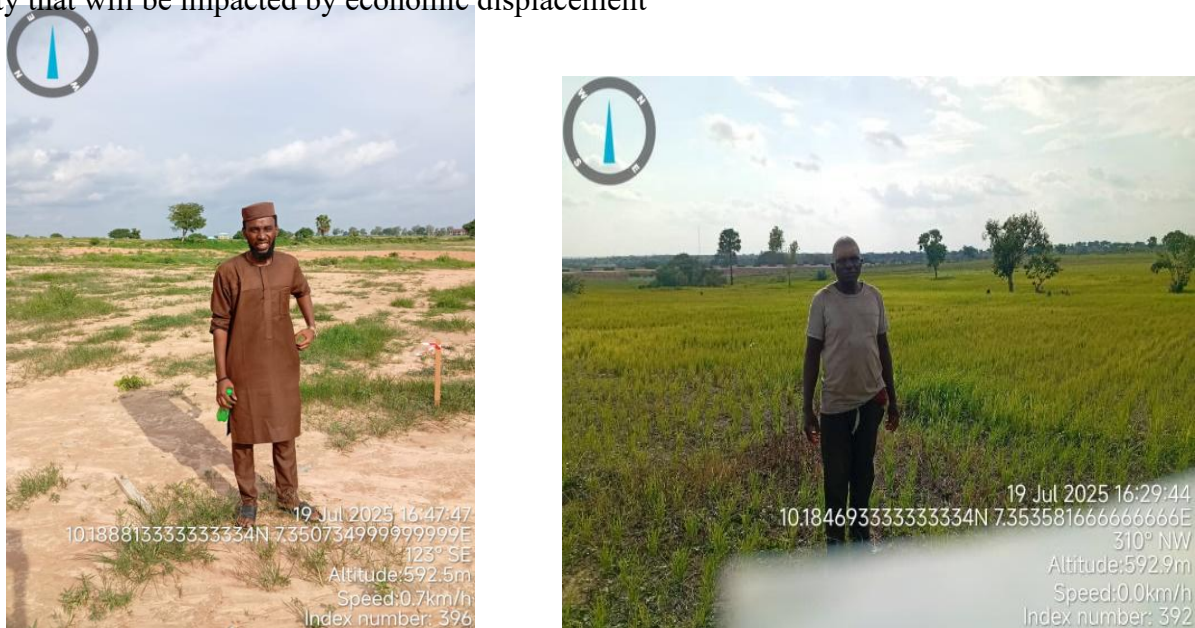 ty that will be impacted by economic displacement
19 Jul 2025 16:47:47
10.188813333333334N 7.350734999999999E
123° SE
Altitude:592.5m
Speed:0.7km/h
Index number: 396
19 Jul 2025 16:29:44
10.184693333333334N 7.353581666666666E
310° NW
Altitude:592.9m
Speed:0.0km/h
Index number: 392